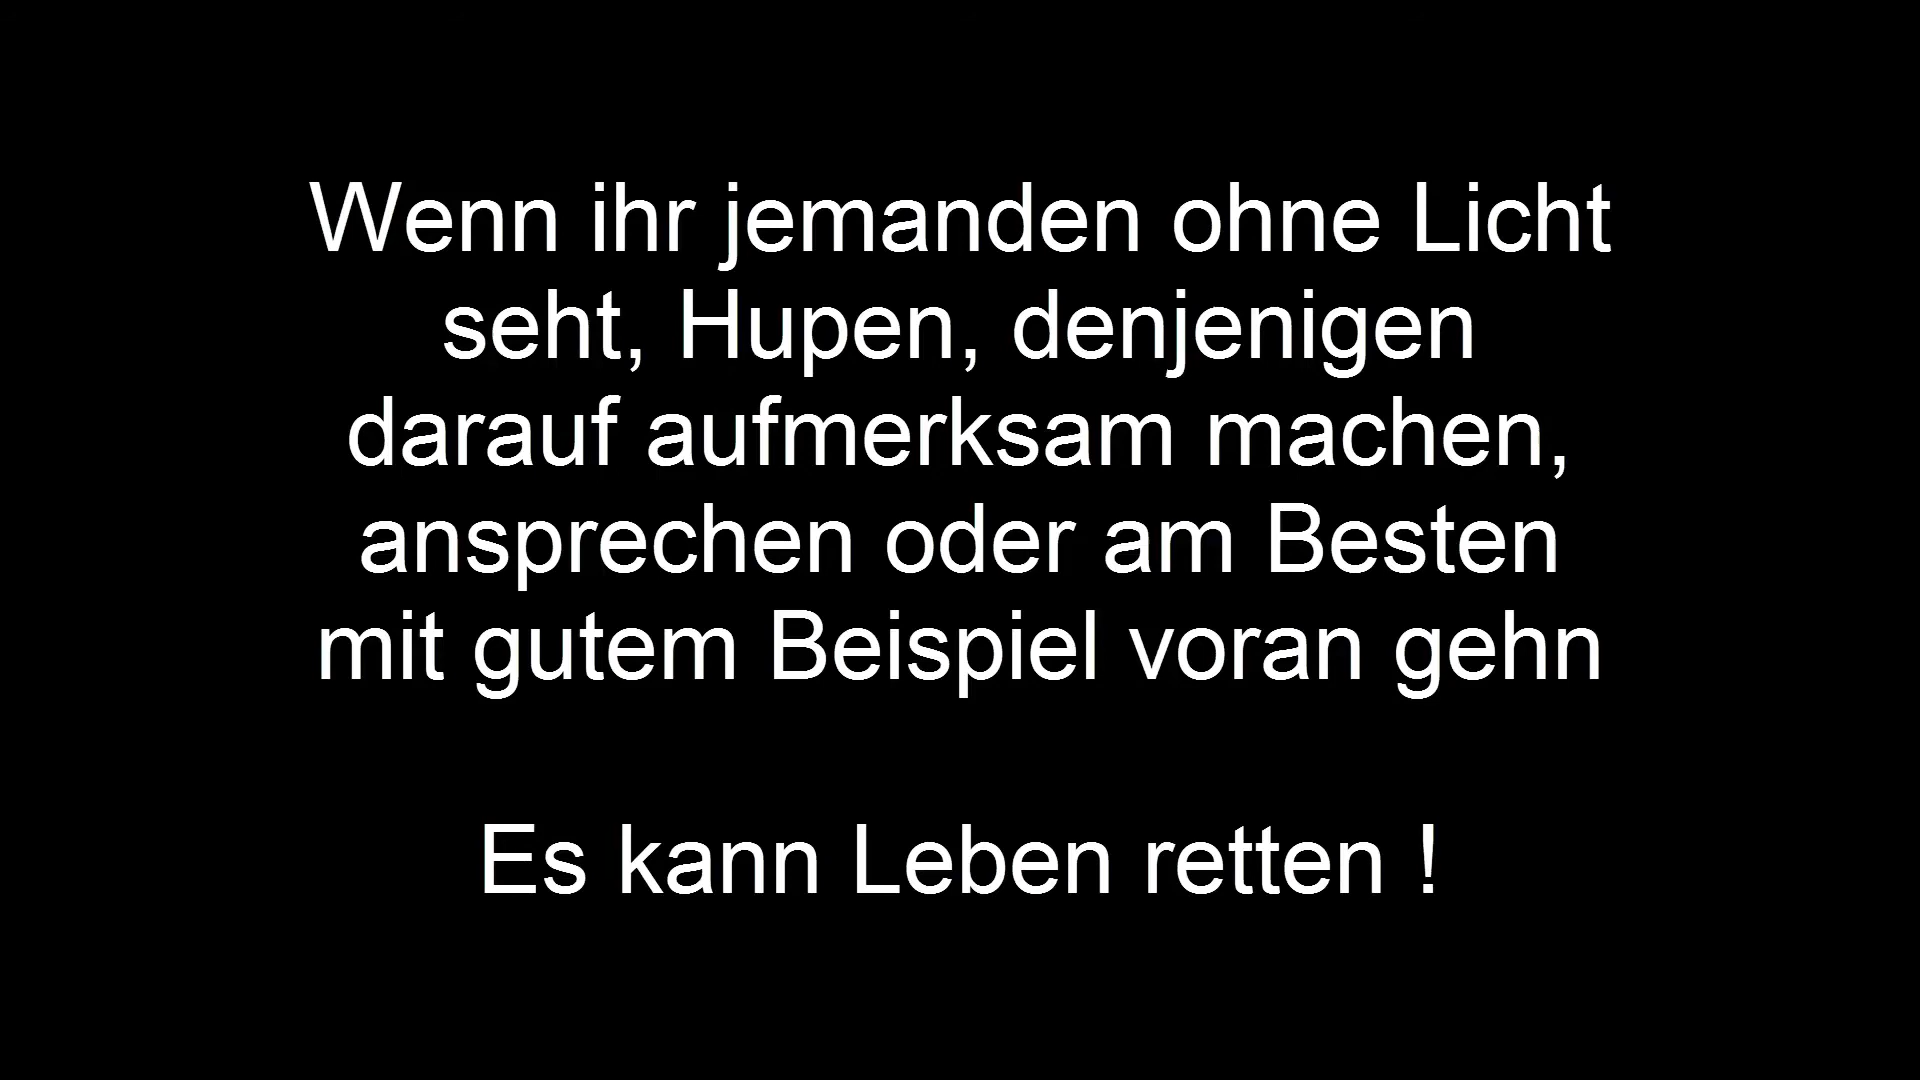 Wenn ihr jemanden ohne Licht
seht, Hupen, denjenigen
darauf aufmerksam machen,
ansprechen oder am Besten
mit gutem Beispiel voran gehn
Es kann Leben retten !